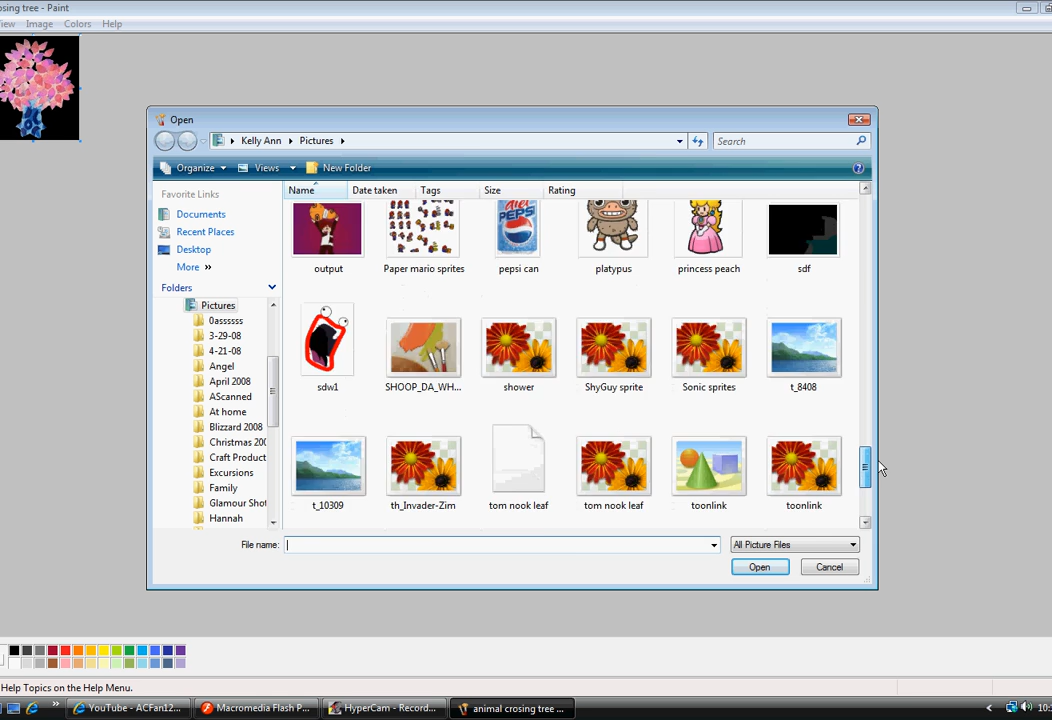 osing tree - Paint
iew Image Colors Help
Open
Kelly Ann Pictures Search
Organize Views New Folder
Favorite Links
Documents
Recent Places
Desktop
More »
Folders
Pictures
0assssss
3-29-08
4-21-08
Angel
April 2008
AScanned
At home
Blizzard 2008
Christmas 200
Craft Product
Excursions
Family
Glamour Shot
Hannah
Name Date taken Tags Size Rating
output Paper mario sprites pepsi can platypus princess peach sdf
diet
PEPSI
sdw1 SHOOP_DA_WH... shower ShyGuy sprite Sonic sprites t_8408
t_10309 th_Invader-Zim tom nook leaf tom nook leaf toonlink toonlink
File name: All Picture Files
Open Cancel
Help Topics on the Help Menu.
» YouTube - ACFan12... Macromedia Flash P... HyperCam - Record... animal crosing tree ... 10: